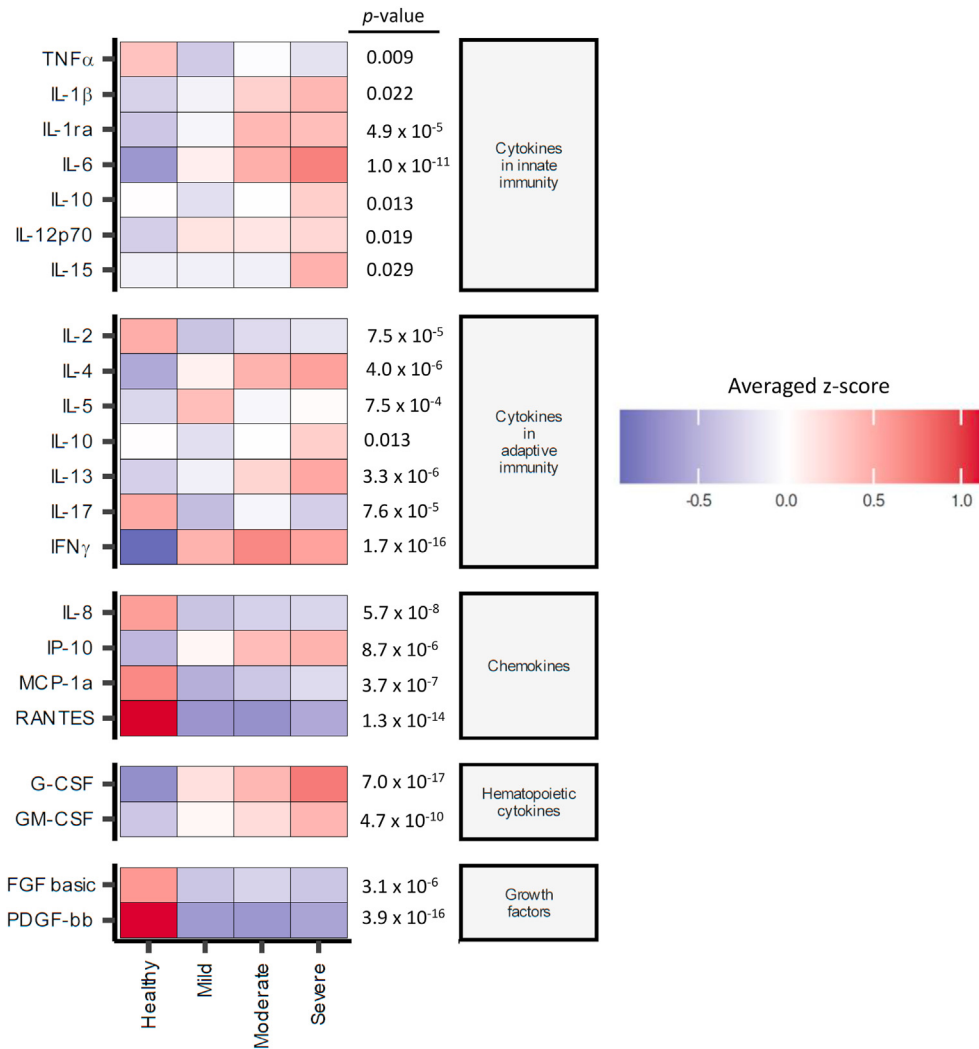 p-value
TNFα 0.009
IL-1β 0.022
IL-1ra 4.9 x 10⁻⁵
IL-6 1.0 x 10⁻¹¹
IL-10 0.013
IL-12p70 0.019
IL-15 0.029
Cytokines
in innate
immunity
IL-2 7.5 x 10⁻⁵
IL-4 4.0 x 10⁻⁶
IL-5 7.5 x 10⁻⁴
IL-10 0.013
IL-13 3.3 x 10⁻⁶
IL-17 7.6 x 10⁻⁵
IFNγ 1.7 x 10⁻¹⁶
Cytokines
in
adaptive
immunity
Averaged z-score
-0.5 0.0 0.5 1.0
IL-8 5.7 x 10⁻⁸
IP-10 8.7 x 10⁻⁶
MCP-1a 3.7 x 10⁻⁷
RANTES 1.3 x 10⁻¹⁴
Chemokines
G-CSF 7.0 x 10⁻¹⁷
GM-CSF 4.7 x 10⁻¹⁰
Hematopoietic
cytokines
FGF basic 3.1 x 10⁻⁶
PDGF-bb 3.9 x 10⁻¹⁶
Growth
factors
Healthy
Mild
Moderate
Severe